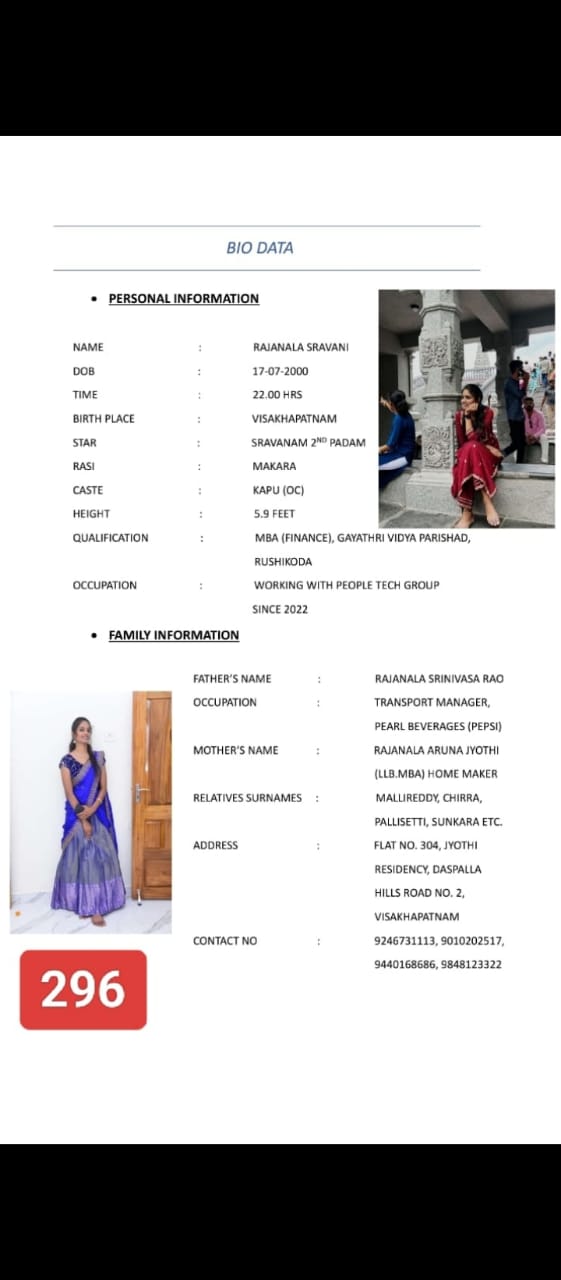 BIO DATA
• PERSONAL INFORMATION
NAME : RAJANALA SRAVANI
DOB : 17-07-2000
TIME : 22.00 HRS
BIRTH PLACE : VISAKHAPATNAM
STAR : SRAVANAM 2ND PADAM
RASI : MAKARA
CASTE : KAPU (OC)
HEIGHT : 5.9 FEET
QUALIFICATION : MBA (FINANCE), GAYATHRI VIDYA PARISHAD,
RUSHIKODA
OCCUPATION : WORKING WITH PEOPLE TECH GROUP
SINCE 2022
• FAMILY INFORMATION
FATHER'S NAME : RAJANALA SRINIVASA RAO
OCCUPATION : TRANSPORT MANAGER,
PEARL BEVERAGES (PEPSI)
MOTHER'S NAME : RAJANALA ARUNA JYOTHI
(LLB.MBA) HOME MAKER
RELATIVES SURNAMES : MALLIREDDY, CHIRRA,
PALLISETTI, SUNKARA ETC.
ADDRESS : FLAT NO. 304, JYOTHI
RESIDENCY, DASPALLA
HILLS ROAD NO. 2,
VISAKHAPATNAM
CONTACT NO : 9246731113, 9010202517,
9440168686, 9848123322
296